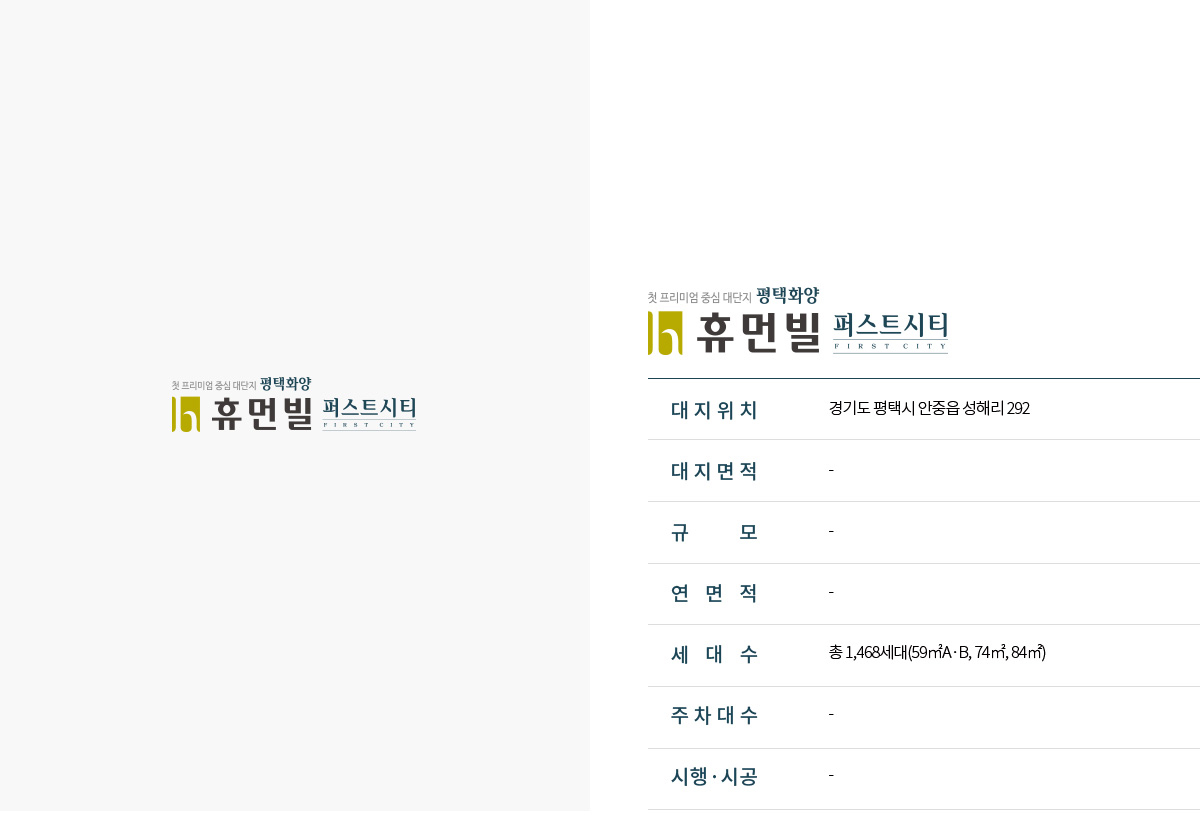 첫 프리미엄 중심 대단지 평택화양
휴먼빌 퍼스트시티
FIRST CITY
첫 프리미엄 중심 대단지 평택화양
휴먼빌 퍼스트시티
FIRST CITY
대지위치 경기도 평택시 안중읍 성해리 292
대지면적 -
규모 -
연면적 -
세대수 총 1,468세대(59㎡A·B, 74㎡, 84㎡)
주차대수 -
시행·시공 -